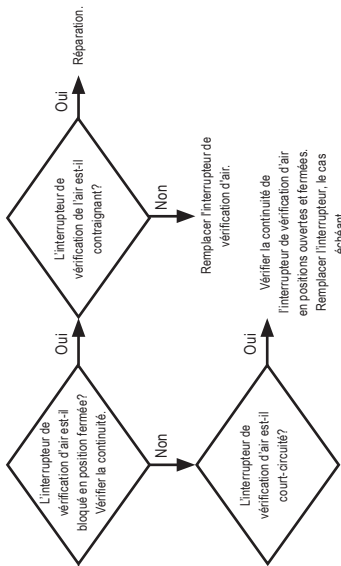 L'interrupteur de
vérification d'air est-il
bloqué en position fermée?
Vérifier la continuité.
Oui
L'interrupteur de
vérification de l'air est-il
contraignant?
Oui
Réparation.
Non
Remplacer l'interrupteur de
vérification d'air.
Non
L'interrupteur de
vérification d'air est-il
court-circuité?
Oui
Vérifier la continuité de
l'interrupteur de vérification d'air
en positions ouvertes et fermées.
Remplacer l'interrupteur, le cas
échéant.